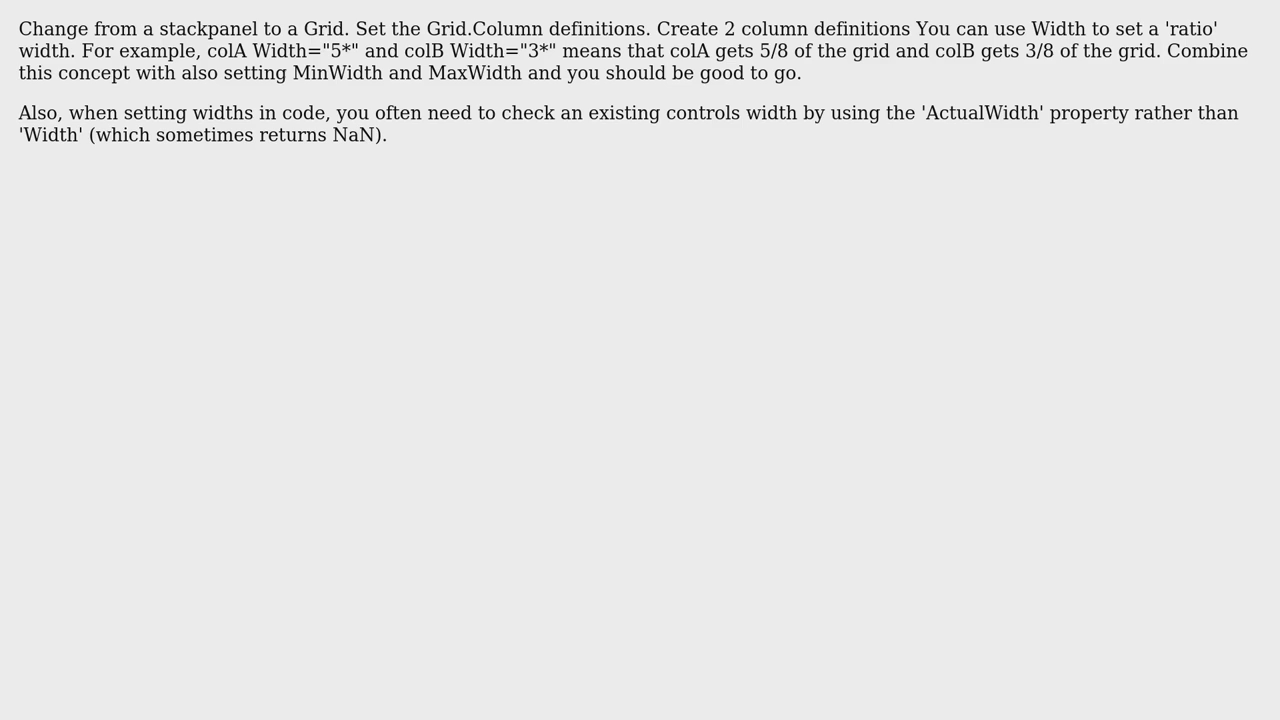 Change from a stackpanel to a Grid. Set the Grid.Column definitions. Create 2 column definitions You can use Width to set a 'ratio'
width. For example, colA Width="5*" and colB Width="3*" means that colA gets 5/8 of the grid and colB gets 3/8 of the grid. Combine
this concept with also setting MinWidth and MaxWidth and you should be good to go.
Also, when setting widths in code, you often need to check an existing controls width by using the 'ActualWidth' property rather than
'Width' (which sometimes returns NaN).